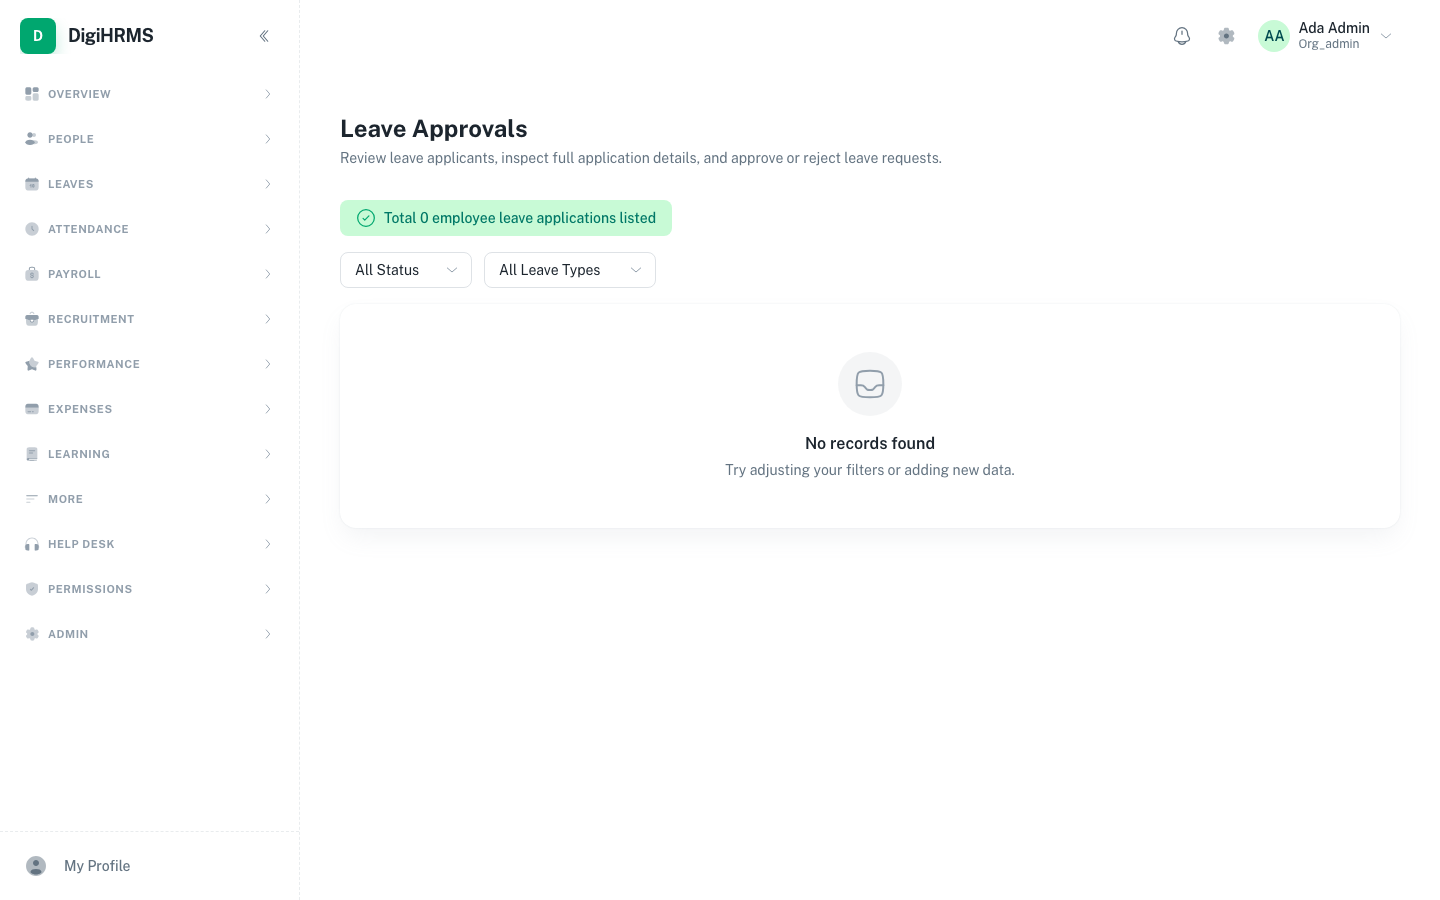 D
DigiHRMS
OVERVIEW
PEOPLE
LEAVES
ATTENDANCE
PAYROLL
RECRUITMENT
PERFORMANCE
EXPENSES
LEARNING
MORE
HELP DESK
PERMISSIONS
ADMIN
My Profile
AA
Ada Admin
Org_admin
Leave Approvals
Review leave applicants, inspect full application details, and approve or reject leave requests.
Total 0 employee leave applications listed
All Status
All Leave Types
No records found
Try adjusting your filters or adding new data.